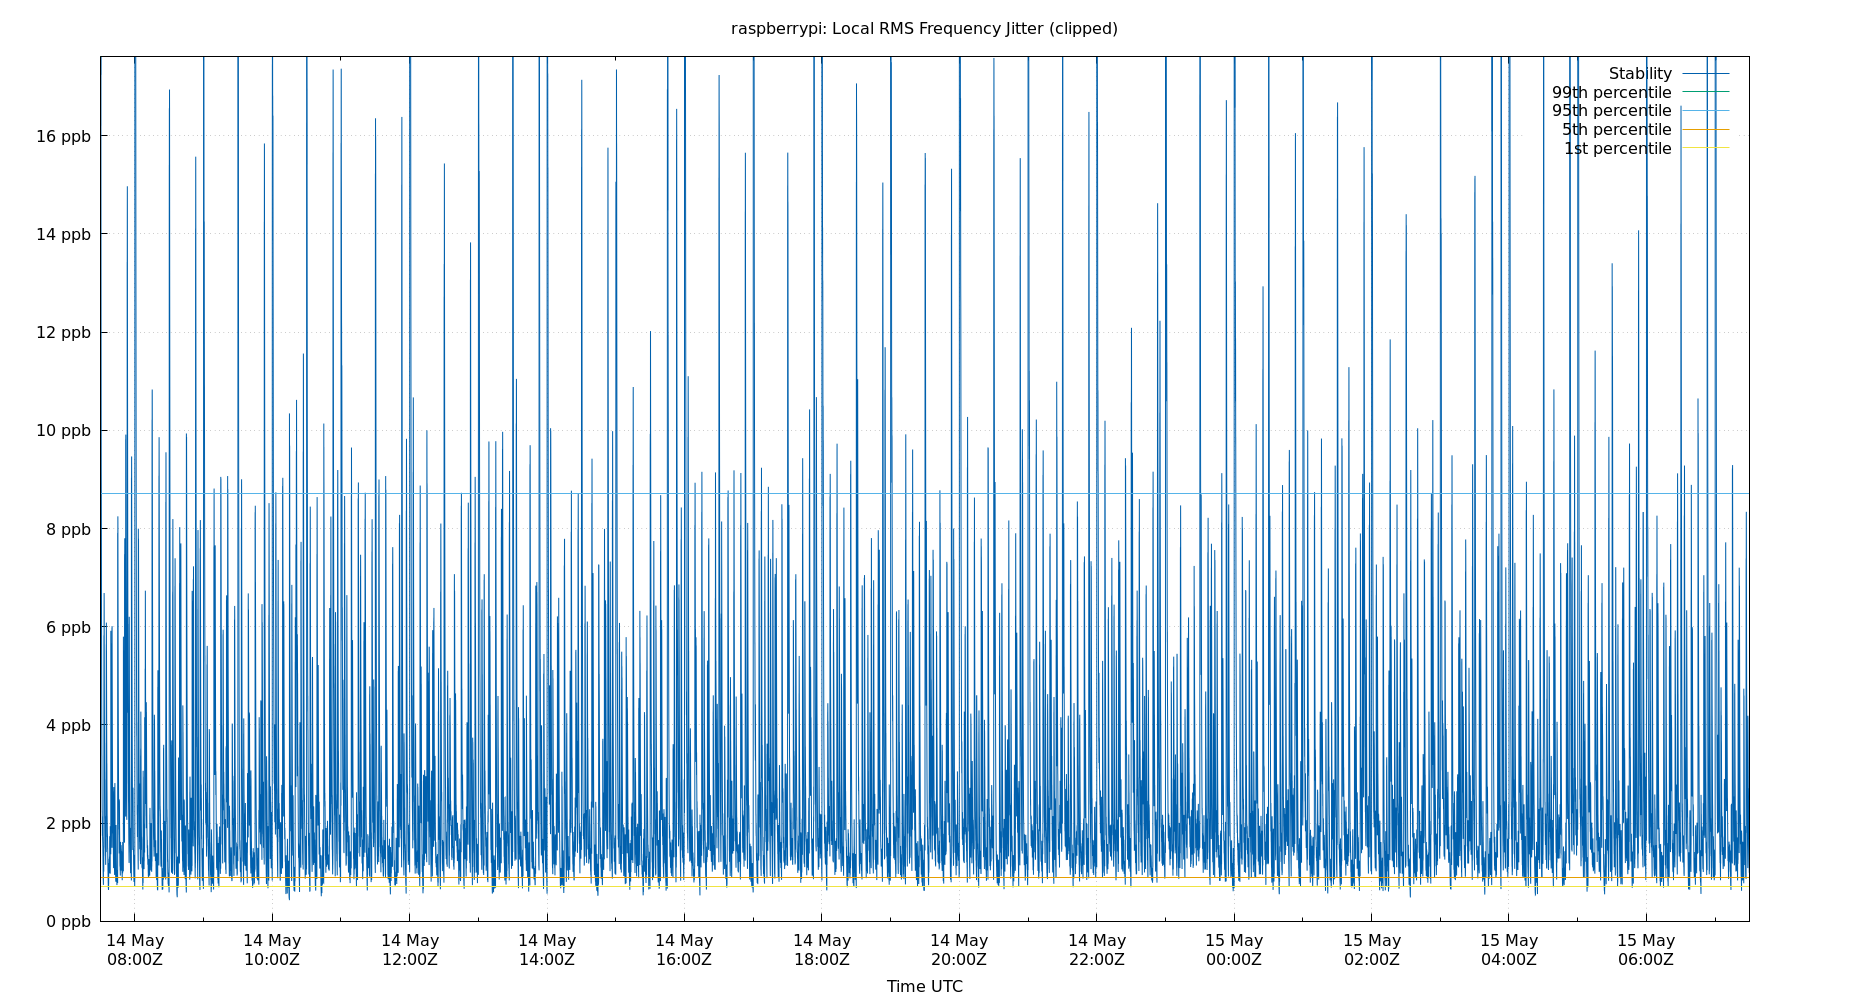 raspberrypi: Local RMS Frequency Jitter (clipped)
Stability
99th percentile
95th percentile
5th percentile
1st percentile
16 ppb
14 ppb
12 ppb
10 ppb
8 ppb
6 ppb
4 ppb
2 ppb
0 ppb
14 May 14 May 14 May 14 May 14 May 14 May 14 May 14 May 15 May 15 May 15 May 15 May
08:00Z 10:00Z 12:00Z 14:00Z 16:00Z 18:00Z 20:00Z 22:00Z 00:00Z 02:00Z 04:00Z 06:00Z
Time UTC